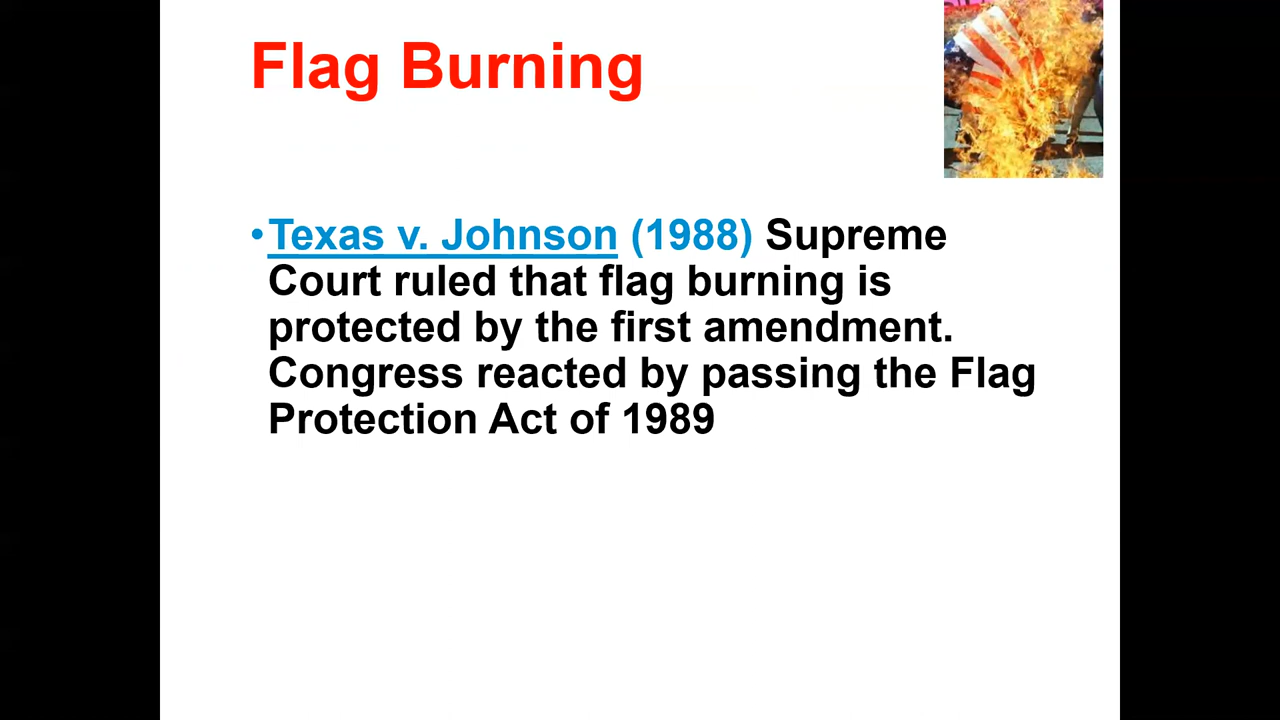 Flag Burning
•Texas v. Johnson (1988) Supreme
Court ruled that flag burning is
protected by the first amendment.
Congress reacted by passing the Flag
Protection Act of 1989